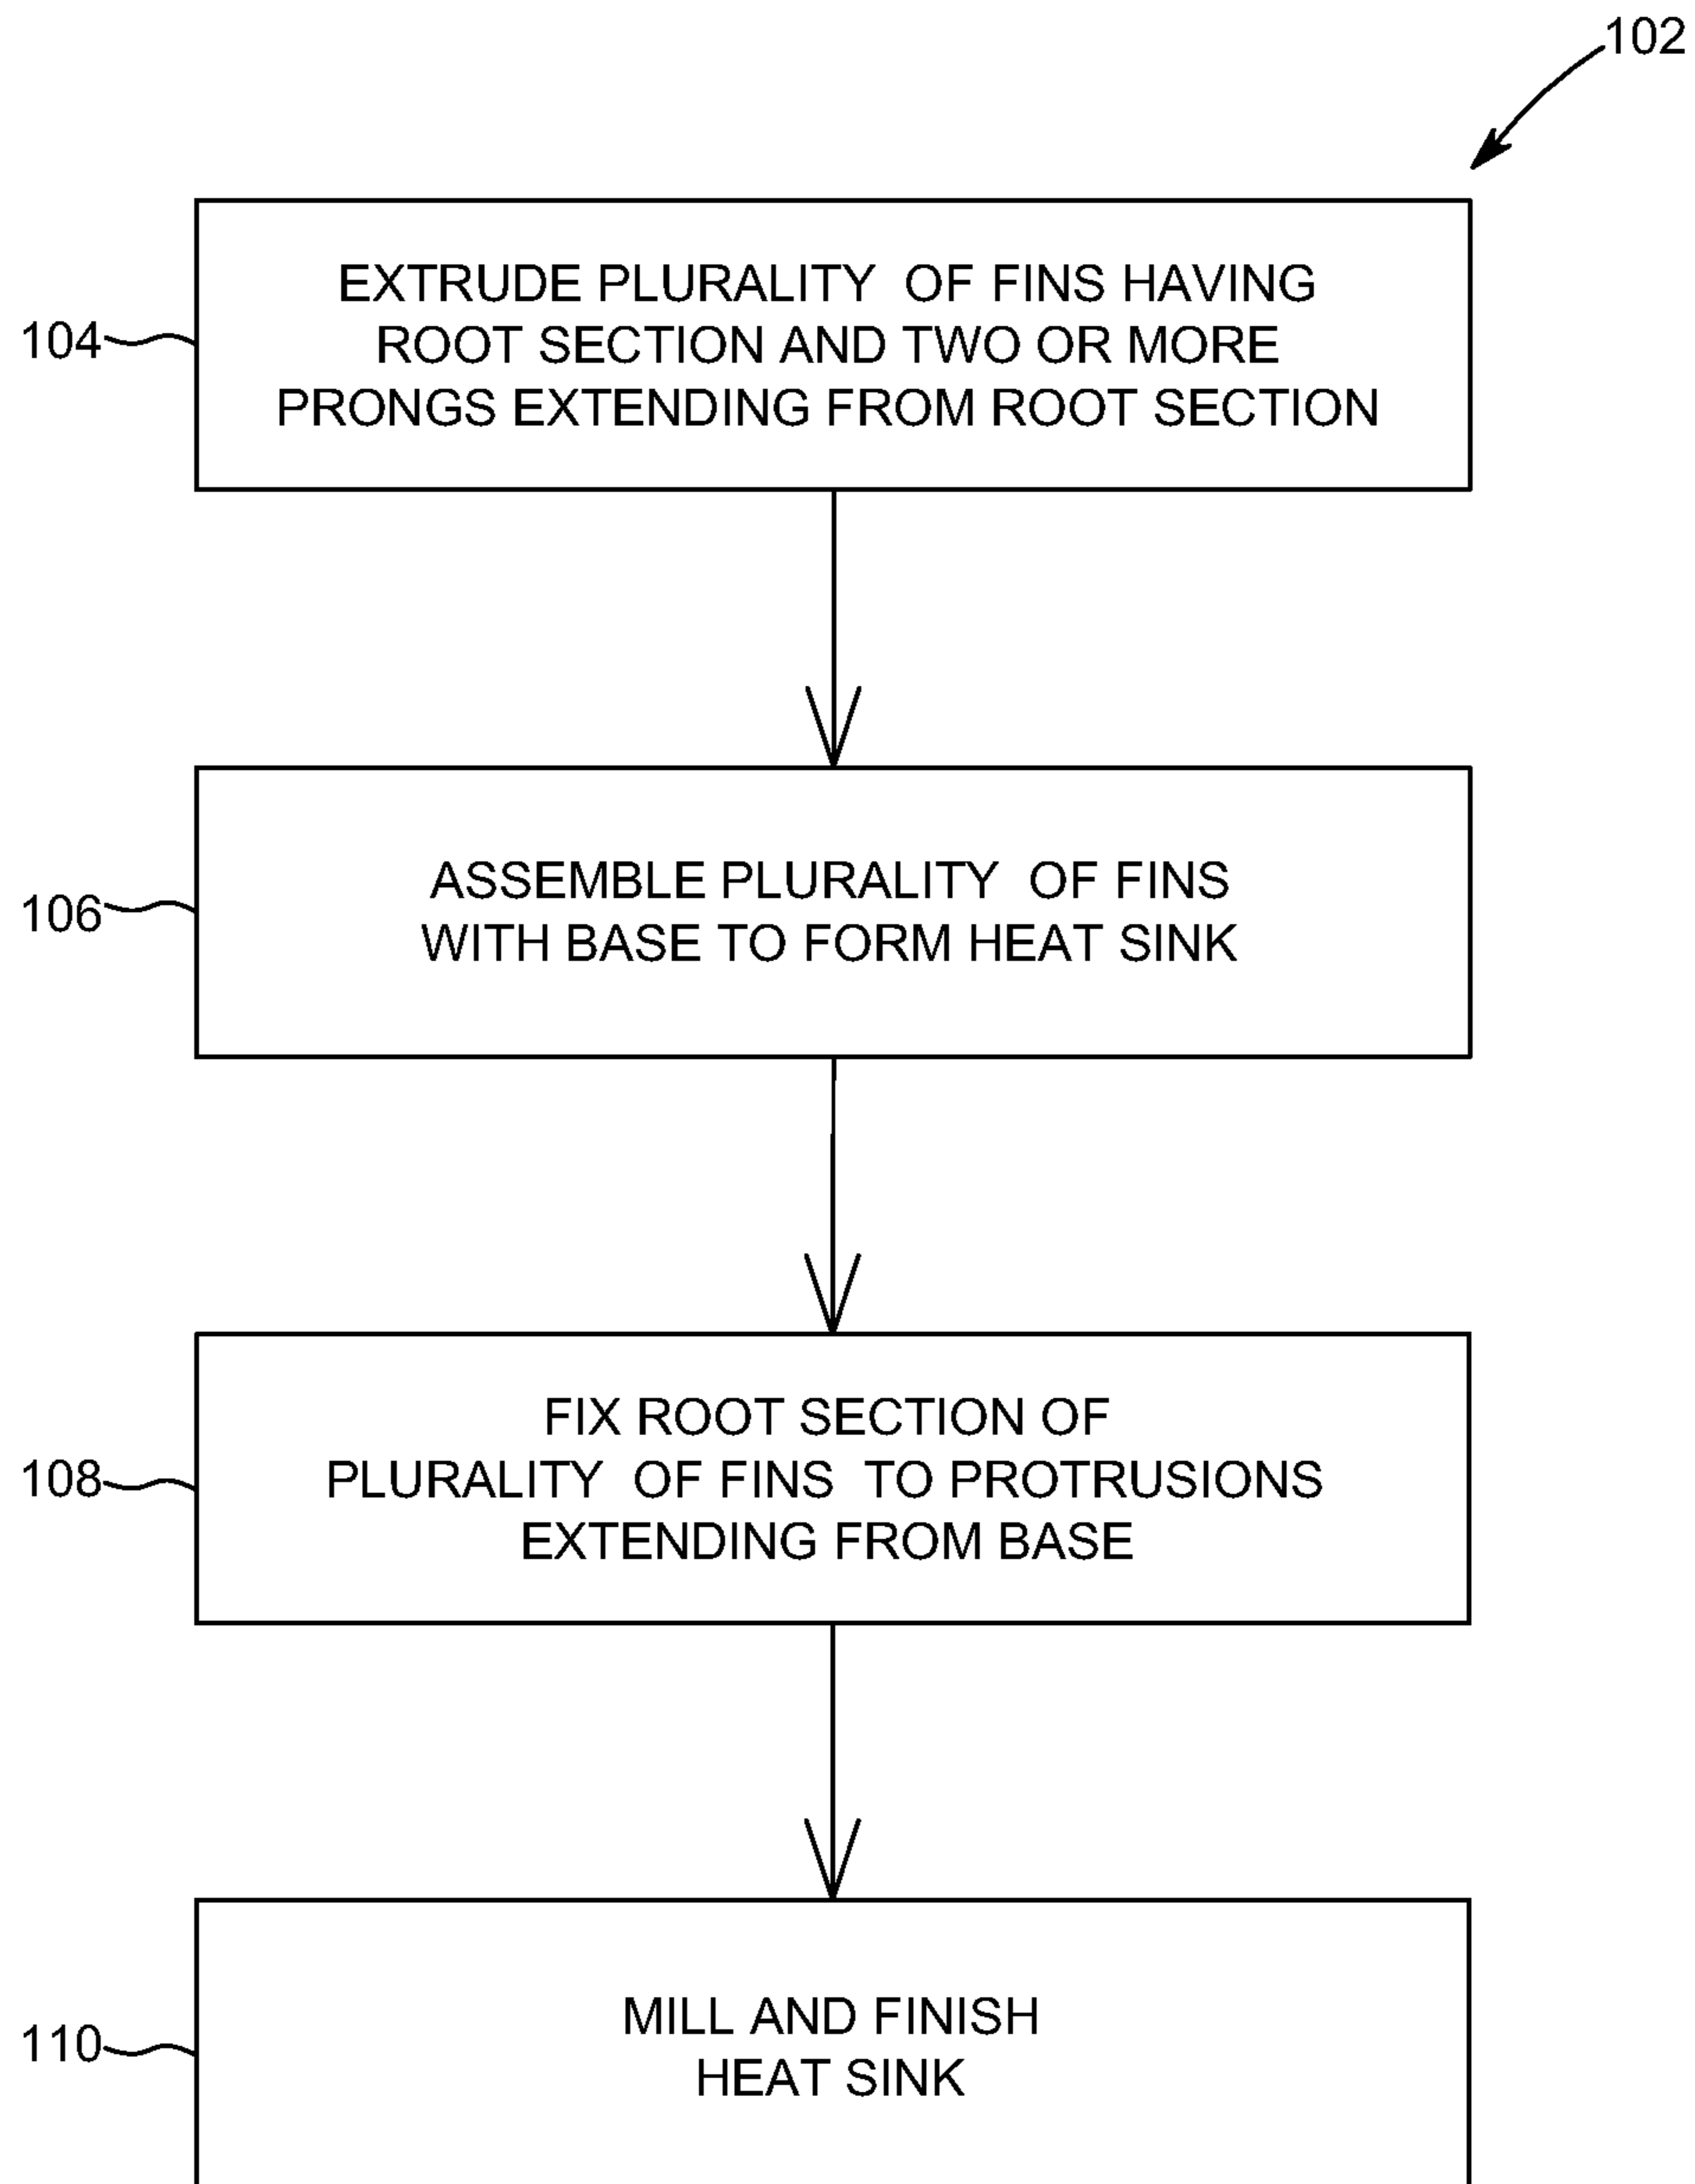 102
EXTRUDE PLURALITY OF FINS HAVING
104
ROOT SECTION AND TWO OR MORE
PRONGS EXTENDING FROM ROOT SECTION
ASSEMBLE PLURALITY OF FINS
106
WITH BASE TO FORM HEAT SINK
FIX ROOT SECTION OF
108
PLURALITY OF FINS TO PROTRUSIONS
EXTENDING FROM BASE
MILL AND FINISH
110
HEAT SINK